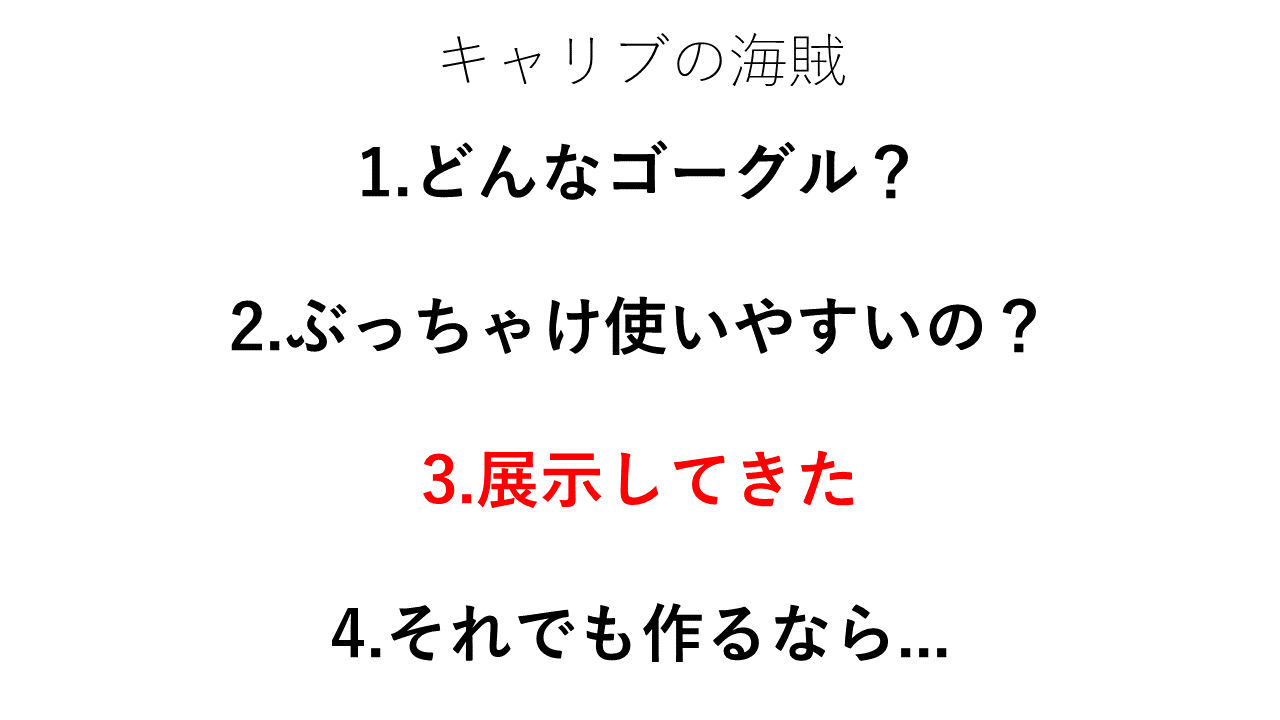 キャリブの海賊
1.どんなゴーグル？
2.ぶっちゃけ使いやすいの？
3.展示してきた
4.それでも作るなら...